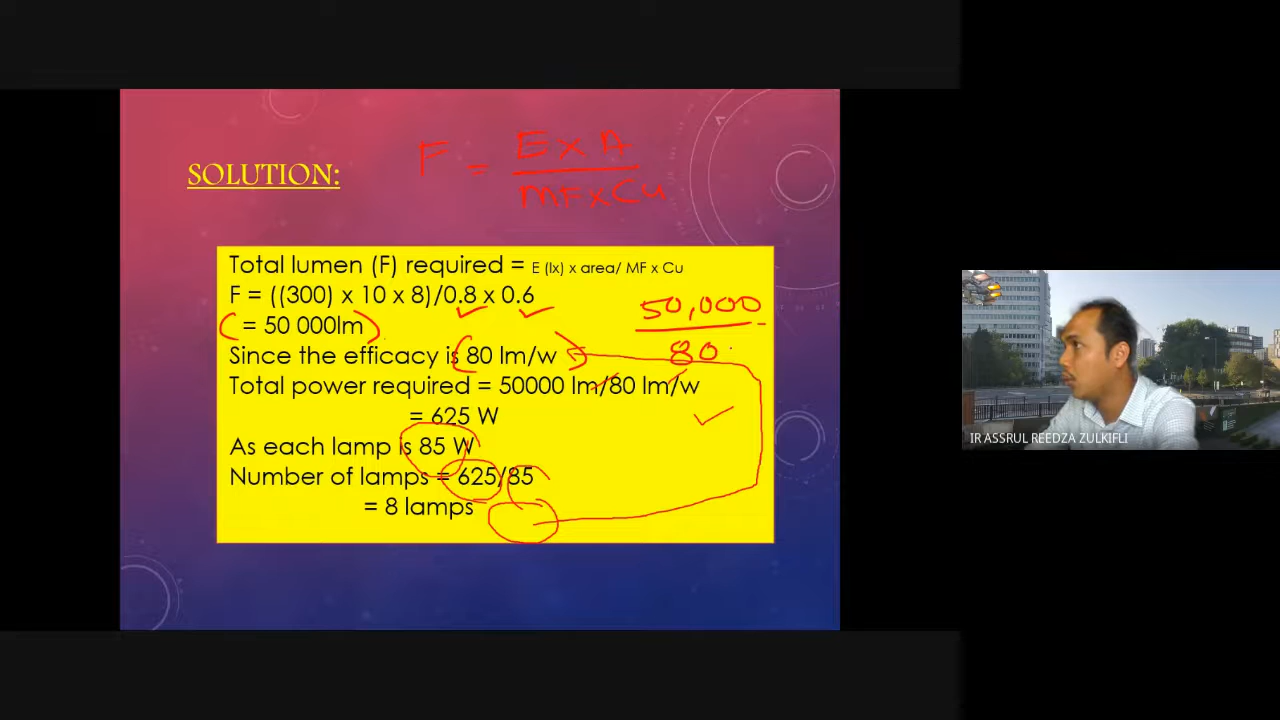 F = E x A
MF x Cu
SOLUTION:
Total lumen (F) required = E (lx) x area/ MF x Cu
F = ((300) x 10 x 8)/0.8 x 0.6
= 50 000lm
50,000
80
Since the efficacy is 80 lm/w
Total power required = 50000 lm/80 lm/w
= 625 W
As each lamp is 85 W
Number of lamps = 625/85
= 8 lamps
IR ASSRUL REEDZA ZULKIFLI